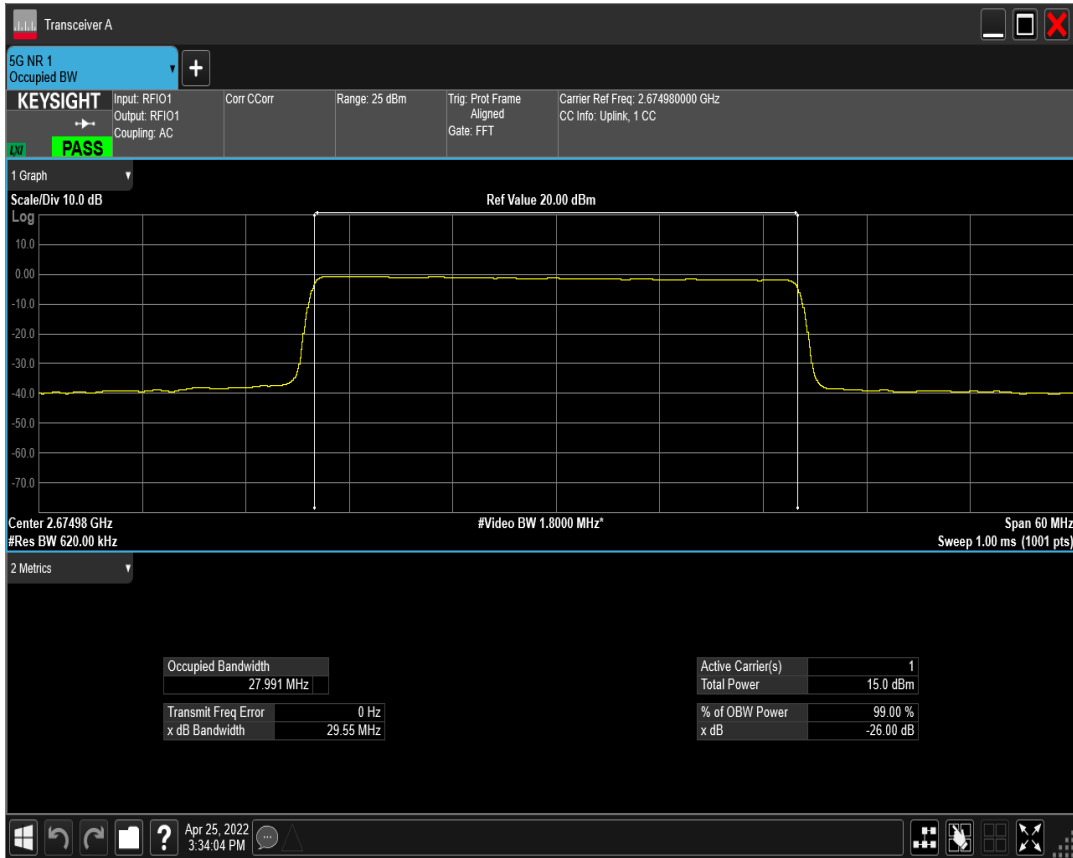 Transceiver A
5G NR 1
Occupied BW
+
KEYSIGHT
LXI
PASS
Input: RFIO1
Output: RFIO1
Coupling: AC
Corr CCorr
Range: 25 dBm
Trig: Prot Frame
Aligned
Gate: FFT
Carrier Ref Freq: 2.674980000 GHz
CC Info: Uplink, 1 CC
1 Graph
Scale/Div 10.0 dB
Ref Value 20.00 dBm
Log
10.0
0.00
-10.0
-20.0
-30.0
-40.0
-50.0
-60.0
-70.0
Center 2.67498 GHz
#Video BW 1.8000 MHz*
Span 60 MHz
#Res BW 620.00 kHz
Sweep 1.00 ms (1001 pts)
2 Metrics
Occupied Bandwidth
27.991 MHz
Transmit Freq Error 0 Hz
x dB Bandwidth 29.55 MHz
Active Carrier(s) 1
Total Power 15.0 dBm
% of OBW Power 99.00 %
x dB -26.00 dB
?
Apr 25, 2022
3:34:04 PM